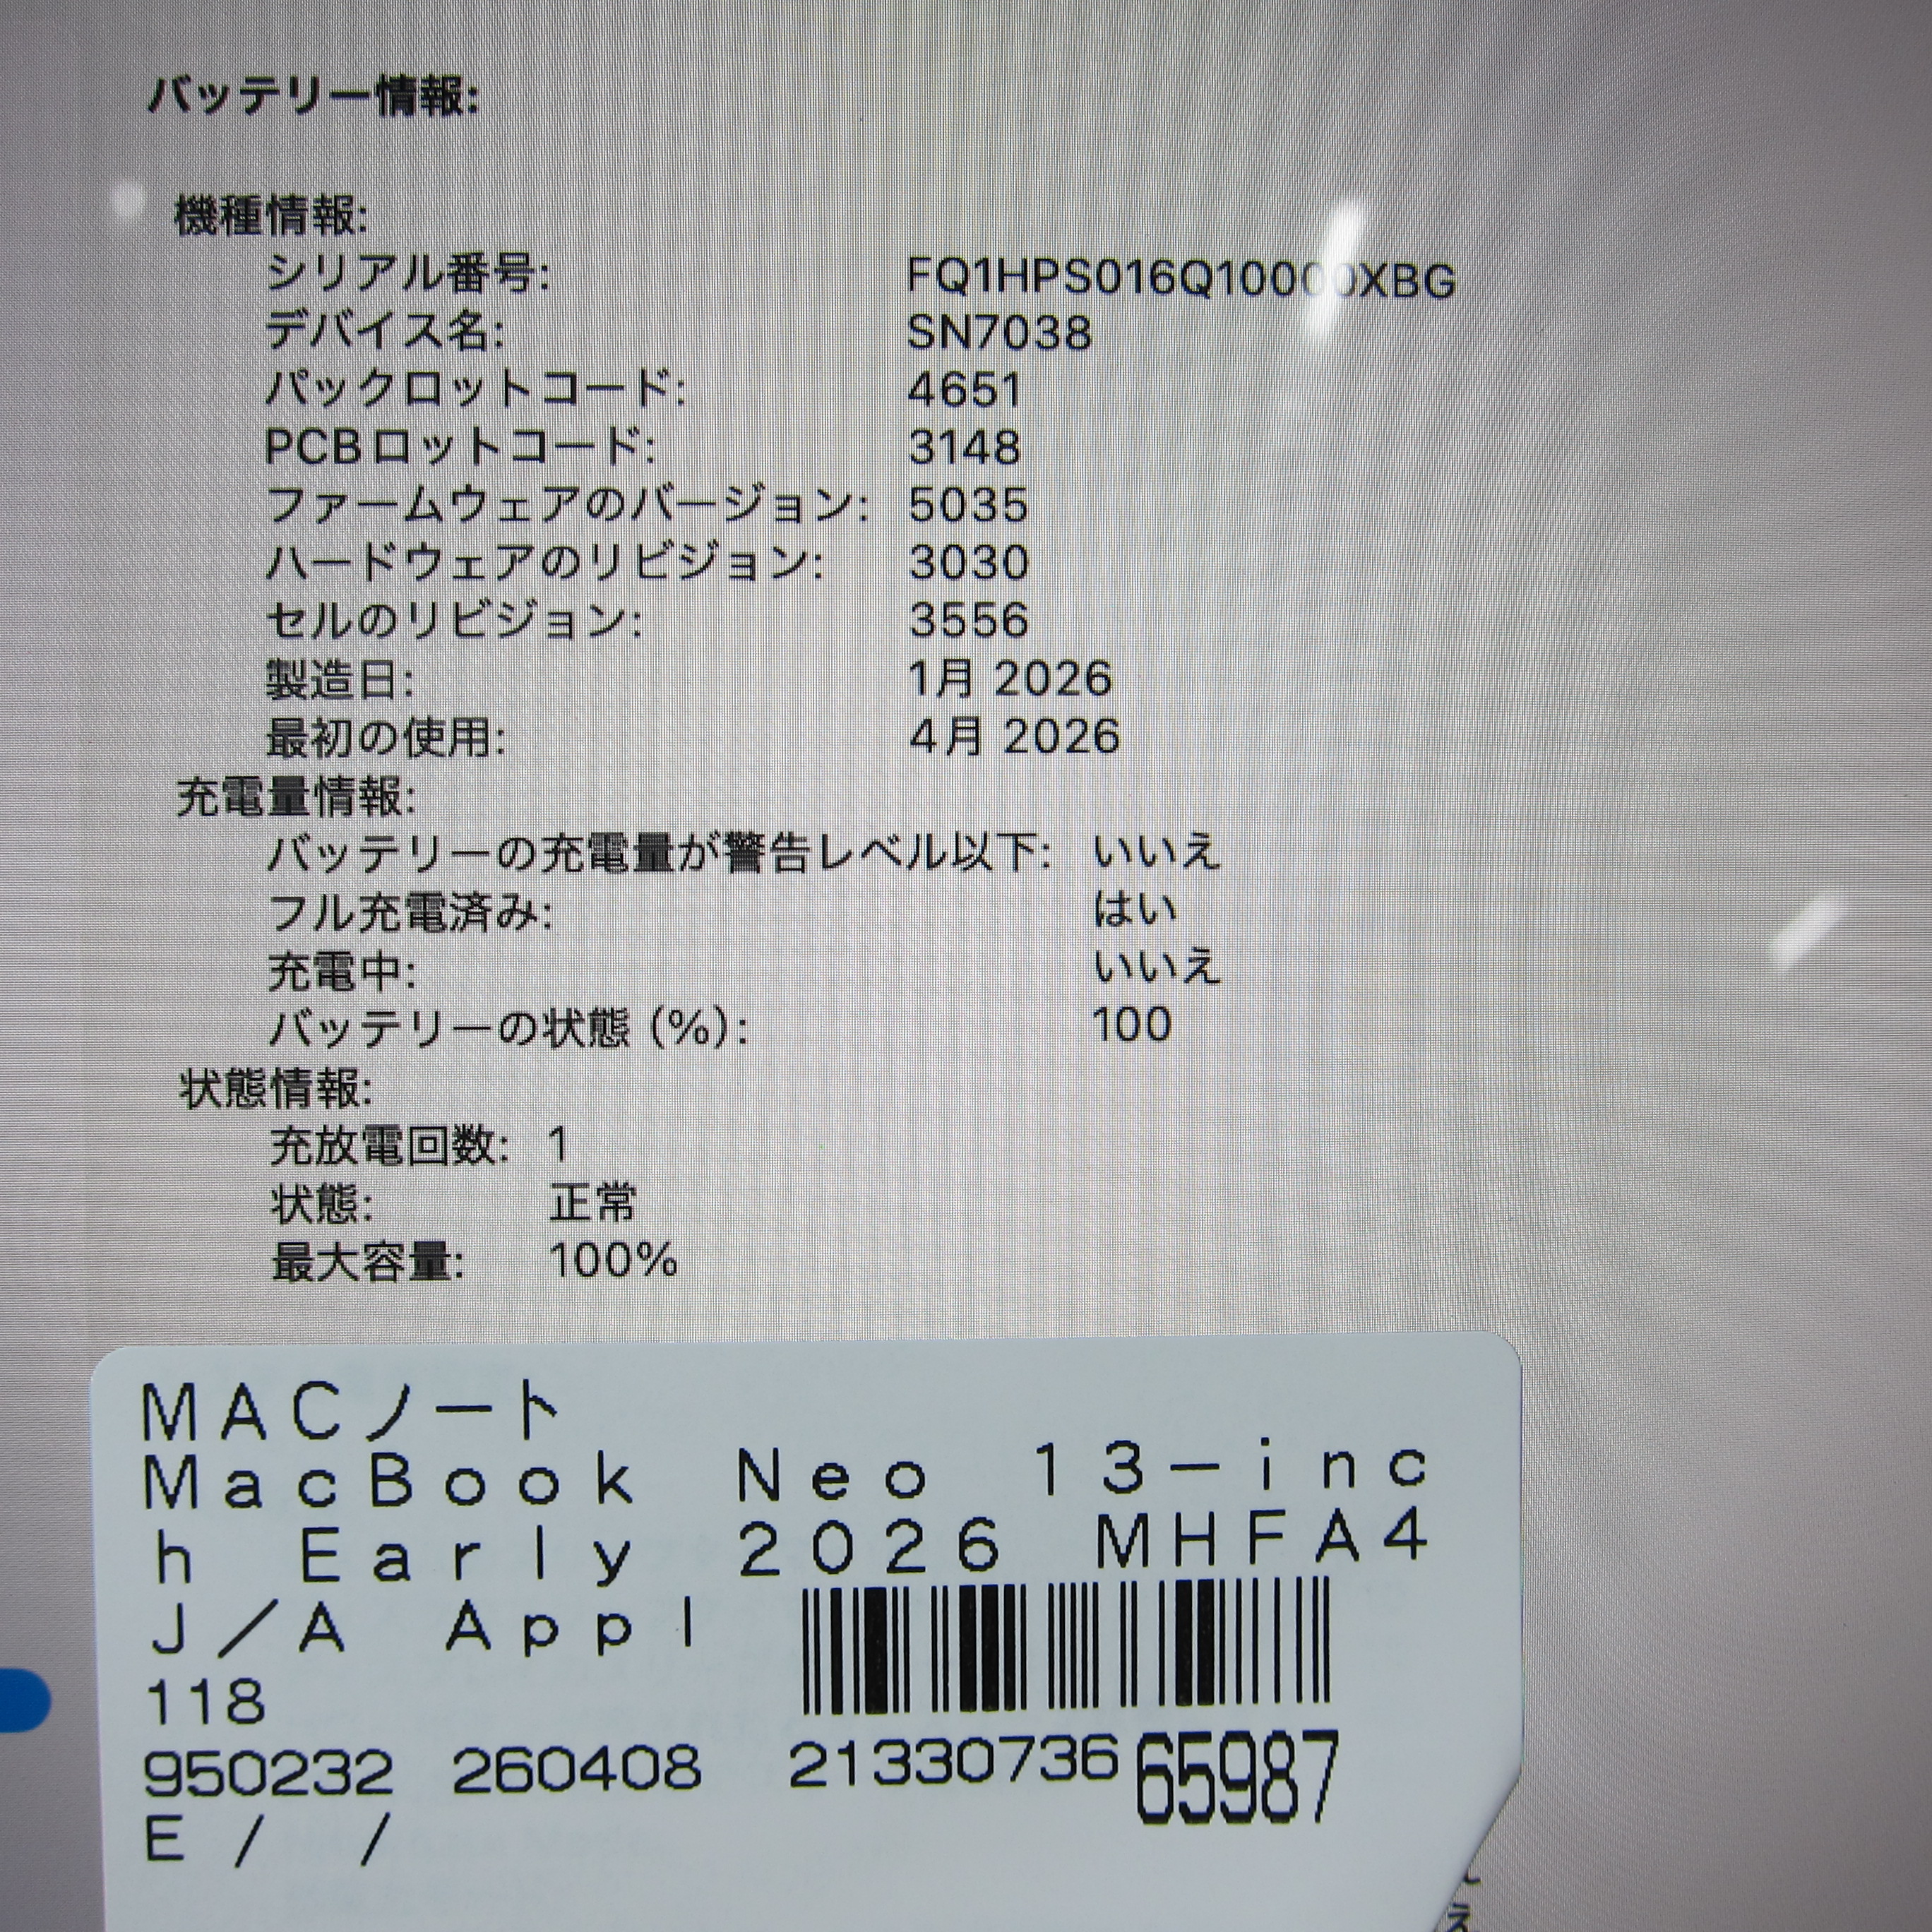 バッテリー情報:
機種情報:
シリアル番号: FQ1HPS016Q10000XBG
デバイス名: SN7038
パックロットコード: 4651
PCBロットコード: 3148
ファームウェアのバージョン: 5035
ハードウェアのリビジョン: 3030
セルのリビジョン: 3556
製造日: 1月 2026
最初の使用: 4月 2026
充電量情報:
バッテリーの充電量が警告レベル以下: いいえ
フル充電済み: はい
充電中: いいえ
バッテリーの状態 (%): 100
状態情報:
充放電回数: 1
状態: 正常
最大容量: 100%
MACノート
MacBook Neo 13-inc
h Early 2026 MHFA4
J/A Appl
118
950232 260408 21330736 65987
E / /